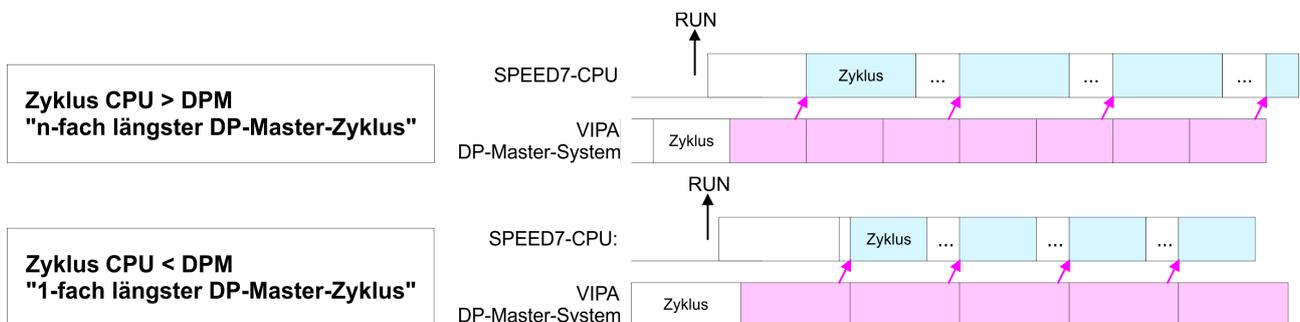 RUN
SPEED7-CPU
Zyklus
...
...
...
Zyklus CPU > DPM
"n-fach längster DP-Master-Zyklus"
VIPA
DP-Master-System
Zyklus
RUN
SPEED7-CPU:
Zyklus
...
...
...
Zyklus CPU < DPM
"1-fach längster DP-Master-Zyklus"
VIPA
DP-Master-System
Zyklus